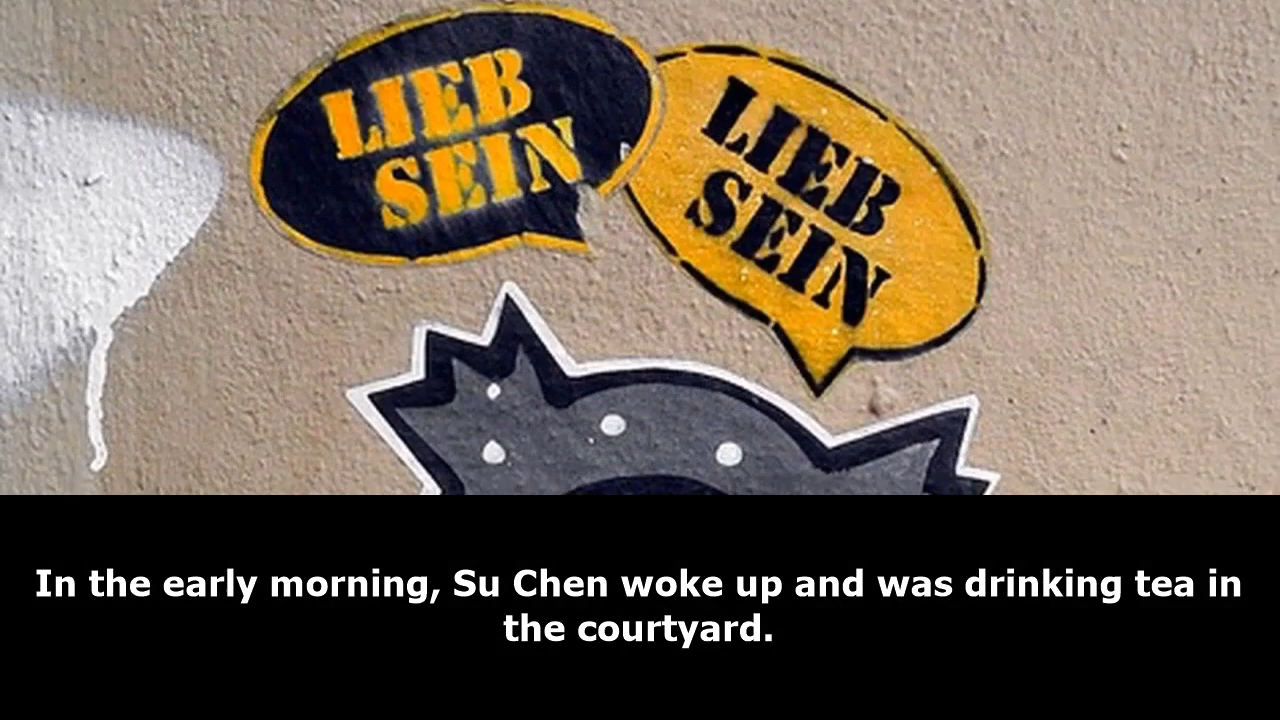 LIEB
SEIN
LIEB
SEIN
In the early morning, Su Chen woke up and was drinking tea in
the courtyard.